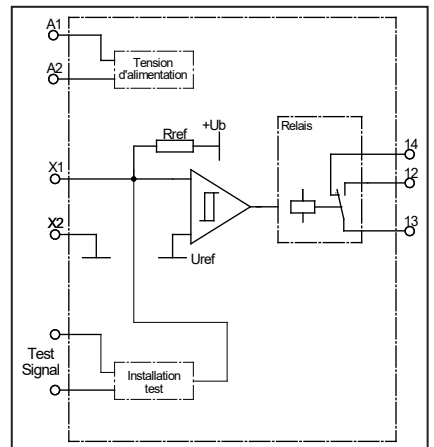 A1
A2
Tension
d'alimentation
+Ub
Rref
Relais
14
X1
12
X2
13
Uref
Test
Signal
Installation
test